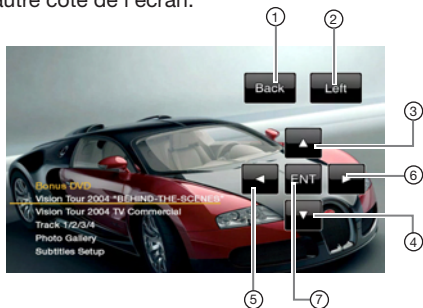 autre côté de l'écran.
1 2
Back Left
3
▲
◄ ENT ► 6
▼
4
Bonus DVD
Vision Tour 2004 "BEHIND-THE-SCENES"
Vision Tour 2004 TV Commercial
Track 1/2/3/4
Photo Gallery
Subtitles Setup
5 7